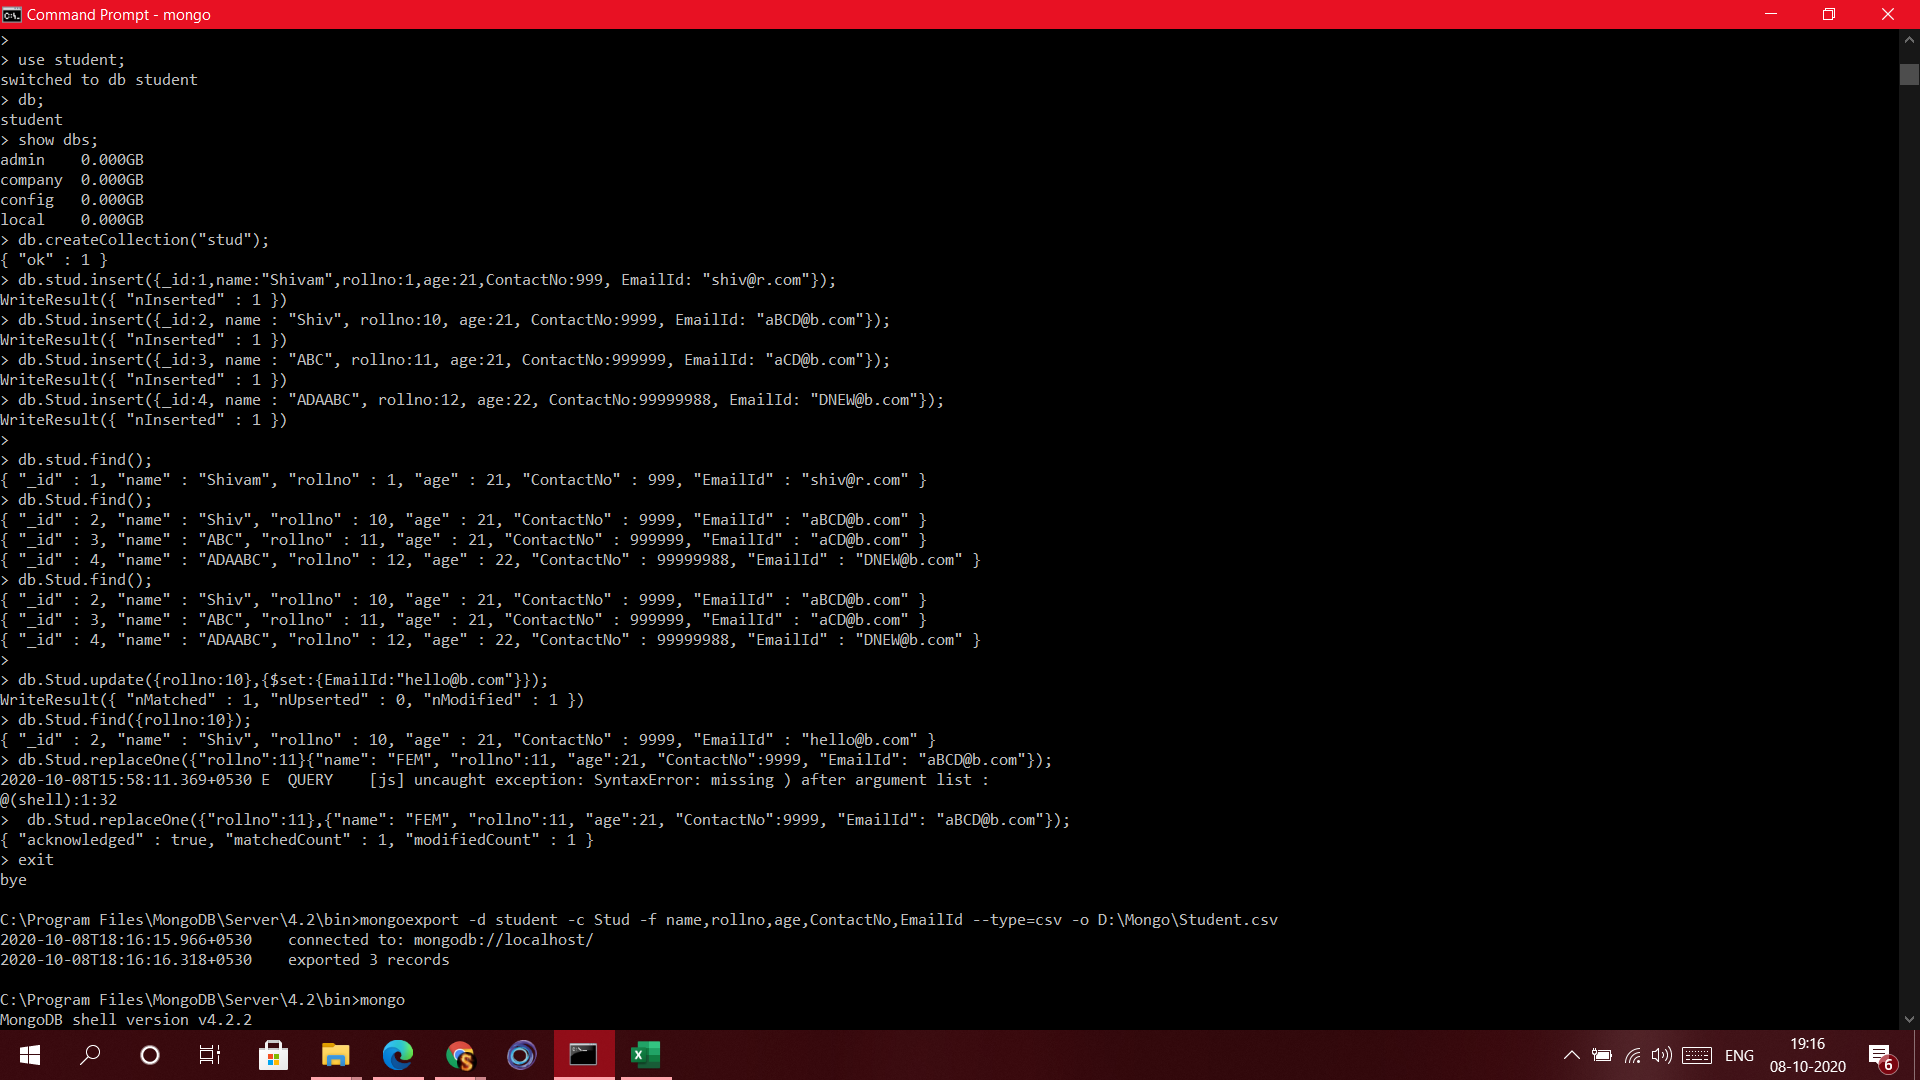 Command Prompt - mongo
>
> use student;
switched to db student
> db;
student
> show dbs;
admin    0.000GB
company  0.000GB
config   0.000GB
local    0.000GB
> db.createCollection("stud");
{ "ok" : 1 }
> db.stud.insert({_id:1,name:"Shivam",rollno:1,age:21,ContactNo:999, EmailId: "shiv@r.com"});
WriteResult({ "nInserted" : 1 })
> db.Stud.insert({_id:2, name : "Shiv", rollno:10, age:21, ContactNo:9999, EmailId: "aBCD@b.com"});
WriteResult({ "nInserted" : 1 })
> db.Stud.insert({_id:3, name : "ABC", rollno:11, age:21, ContactNo:999999, EmailId: "aCD@b.com"});
WriteResult({ "nInserted" : 1 })
> db.Stud.insert({_id:4, name : "ADAABC", rollno:12, age:22, ContactNo:99999988, EmailId: "DNEW@b.com"});
WriteResult({ "nInserted" : 1 })
>
> db.stud.find();
{ "_id" : 1, "name" : "Shivam", "rollno" : 1, "age" : 21, "ContactNo" : 999, "EmailId" : "shiv@r.com" }
> db.Stud.find();
{ "_id" : 2, "name" : "Shiv", "rollno" : 10, "age" : 21, "ContactNo" : 9999, "EmailId" : "aBCD@b.com" }
{ "_id" : 3, "name" : "ABC", "rollno" : 11, "age" : 21, "ContactNo" : 999999, "EmailId" : "aCD@b.com" }
{ "_id" : 4, "name" : "ADAABC", "rollno" : 12, "age" : 22, "ContactNo" : 99999988, "EmailId" : "DNEW@b.com" }
> db.Stud.find();
{ "_id" : 2, "name" : "Shiv", "rollno" : 10, "age" : 21, "ContactNo" : 9999, "EmailId" : "aBCD@b.com" }
{ "_id" : 3, "name" : "ABC", "rollno" : 11, "age" : 21, "ContactNo" : 999999, "EmailId" : "aCD@b.com" }
{ "_id" : 4, "name" : "ADAABC", "rollno" : 12, "age" : 22, "ContactNo" : 99999988, "EmailId" : "DNEW@b.com" }
>
> db.Stud.update({rollno:10},{$set:{EmailId:"hello@b.com"}});
WriteResult({ "nMatched" : 1, "nUpserted" : 0, "nModified" : 1 })
> db.Stud.find({rollno:10});
{ "_id" : 2, "name" : "Shiv", "rollno" : 10, "age" : 21, "ContactNo" : 9999, "EmailId" : "hello@b.com" }
> db.Stud.replaceOne({"rollno":11}{"name": "FEM", "rollno":11, "age":21, "ContactNo":9999, "EmailId": "aBCD@b.com"});
2020-10-08T15:58:11.369+0530 E  QUERY    [js] uncaught exception: SyntaxError: missing ) after argument list :
@(shell):1:32
>  db.Stud.replaceOne({"rollno":11},{"name": "FEM", "rollno":11, "age":21, "ContactNo":9999, "EmailId": "aBCD@b.com"});
{ "acknowledged" : true, "matchedCount" : 1, "modifiedCount" : 1 }
> exit
bye
C:\Program Files\MongoDB\Server\4.2\bin>mongoexport -d student -c Stud -f name,rollno,age,ContactNo,EmailId --type=csv -o D:\Mongo\Student.csv
2020-10-08T18:16:15.966+0530    connected to: mongodb://localhost/
2020-10-08T18:16:16.318+0530    exported 3 records
C:\Program Files\MongoDB\Server\4.2\bin>mongo
MongoDB shell version v4.2.2
ENG
19:16
08-10-2020
6